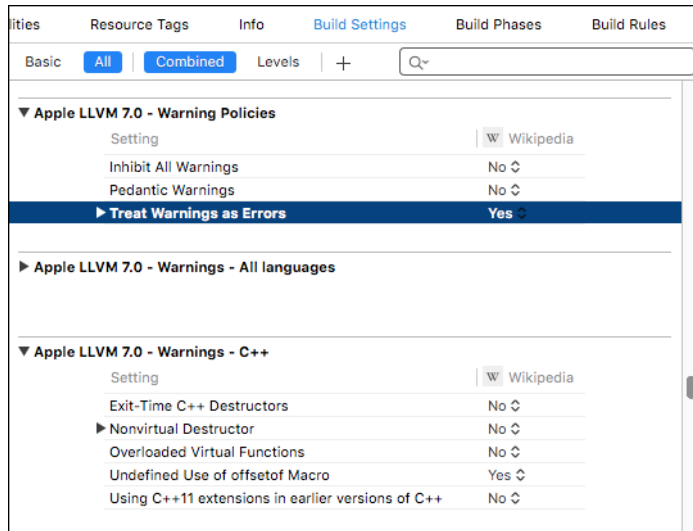 lities Resource Tags Info Build Settings Build Phases Build Rules
Basic All Combined Levels +
Apple LLVM 7.0 - Warning Policies
Setting W Wikipedia
Inhibit All Warnings No
Pedantic Warnings No
Treat Warnings as Errors Yes
Apple LLVM 7.0 - Warnings - All languages
Apple LLVM 7.0 - Warnings - C++
Setting W Wikipedia
Exit-Time C++ Destructors No
Nonvirtual Destructor No
Overloaded Virtual Functions No
Undefined Use of offsetof Macro Yes
Using C++11 extensions in earlier versions of C++ No